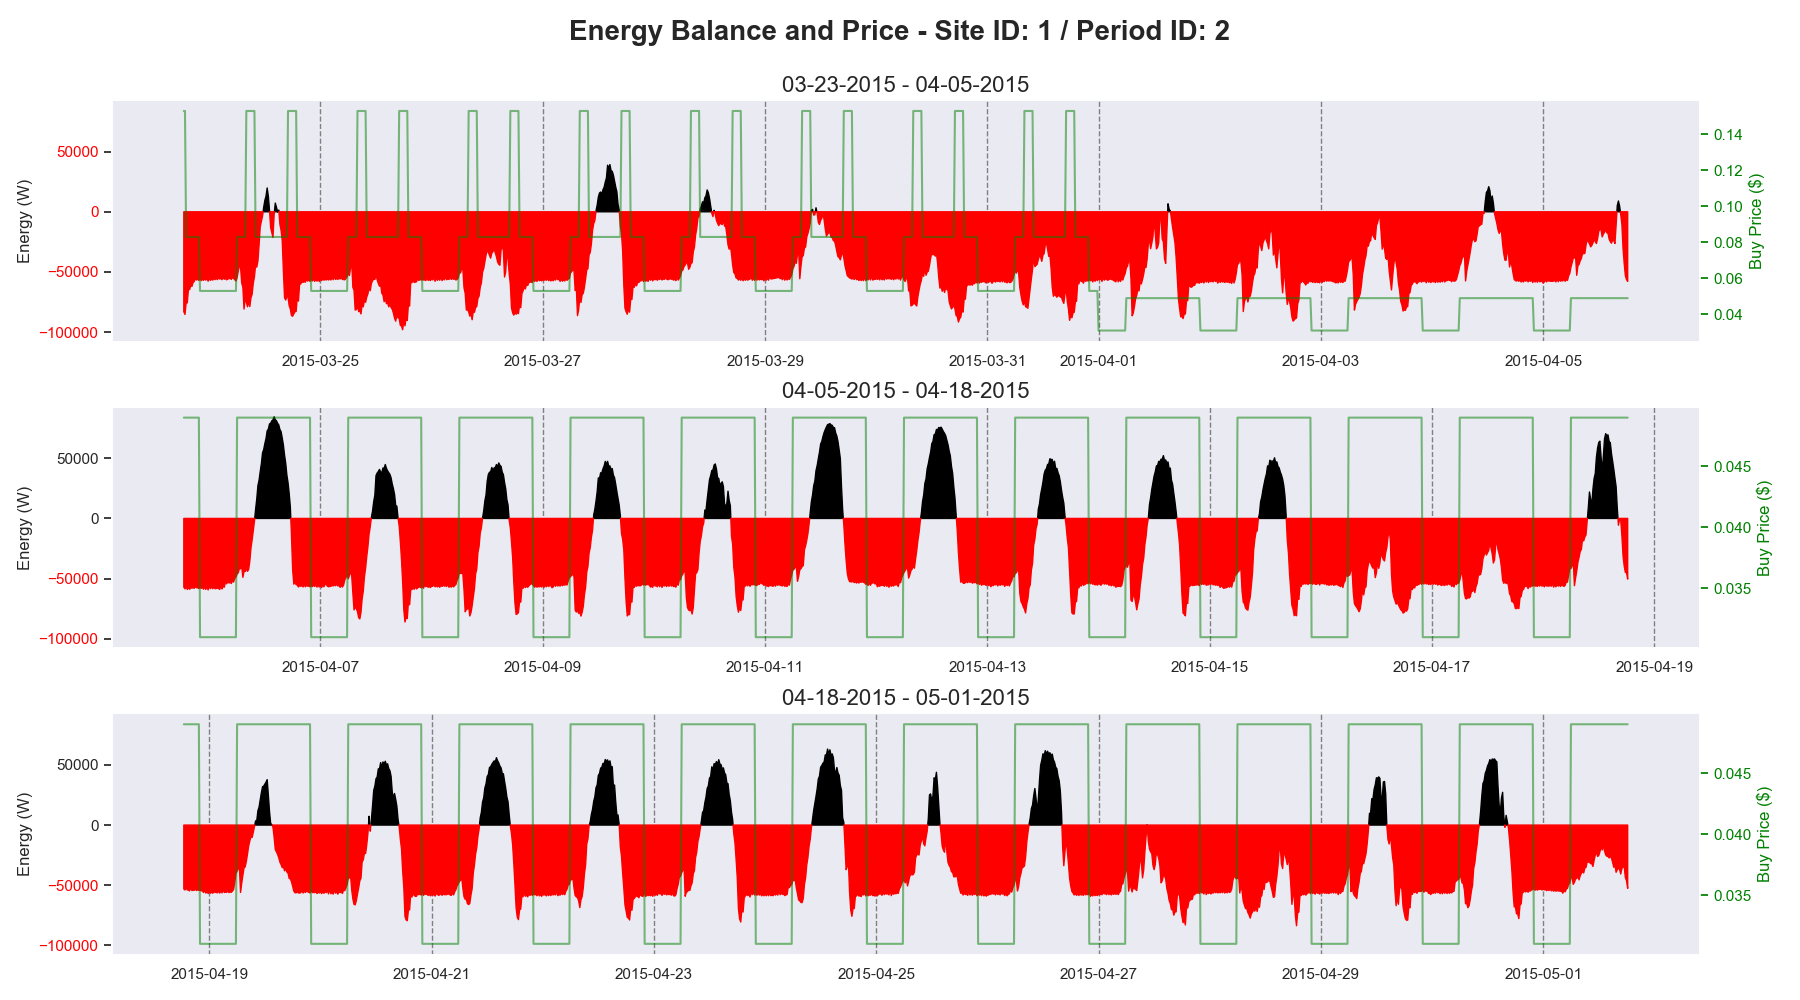 Energy Balance and Price - Site ID: 1 / Period ID: 2
03-23-2015 - 04-05-2015
Energy (W)
50000
0
−50000
−100000
0.14
0.12
0.10
0.08
0.06
0.04
Buy Price ($)
2015-03-25 2015-03-27 2015-03-29 2015-03-31 2015-04-01 2015-04-03 2015-04-05
04-05-2015 - 04-18-2015
Energy (W)
50000
0
−50000
−100000
0.045
0.040
0.035
Buy Price ($)
2015-04-07 2015-04-09 2015-04-11 2015-04-13 2015-04-15 2015-04-17 2015-04-19
04-18-2015 - 05-01-2015
Energy (W)
50000
0
−50000
−100000
0.045
0.040
0.035
Buy Price ($)
2015-04-19 2015-04-21 2015-04-23 2015-04-25 2015-04-27 2015-04-29 2015-05-01